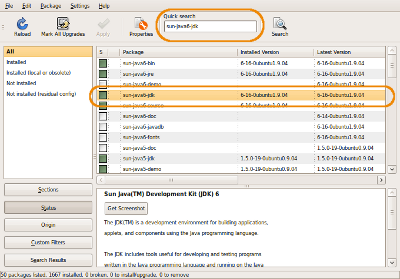 File Edit Package Settings Help
Reload Mark All Upgrades Apply Properties Quick search Search
sun-java6-jdk
All
Installed
Installed (local or obsolete)
Not installed
Not installed (residual config)
S Package Installed Version Latest Version
sun-java6-bin 6-16-0ubuntu1.9.04 6-16-0ubuntu1.9.04
sun-java6-jre 6-16-0ubuntu1.9.04 6-16-0ubuntu1.9.04
sun-java6-demo 6-16-0ubuntu1.9.04
sun-java6-jdk 6-16-0ubuntu1.9.04 6-16-0ubuntu1.9.04
sun-java6-source 6-16-0ubuntu1.9.04 6-16-0ubuntu1.9.04
sun-java6-doc 6-14-0ubuntu1.9.04
sun-java6-javadb 6-16-0ubuntu1.9.04
sun-java6-fonts 6-16-0ubuntu1.9.04
sun-java5-doc 1.5.0-19-0ubuntu0.9.04
sun-java5-jdk 1.5.0-19-0ubuntu0.9.04 1.5.0-19-0ubuntu0.9.04
sun-java5-demo 1.5.0-19-0ubuntu0.9.04 1.5.0-19-0ubuntu0.9.04
Sections
Status
Origin
Custom Filters
Search Results
Sun Java(TM) Development Kit (JDK) 6
Get Screenshot
The JDK(TM) is a development environment for building applications,
applets, and components using the Java programming language.
The JDK includes tools useful for developing and testing programs
written in the Java programming language and running on the Java
50 packages listed, 1667 installed, 0 broken. 0 to install/upgrade, 0 to remove